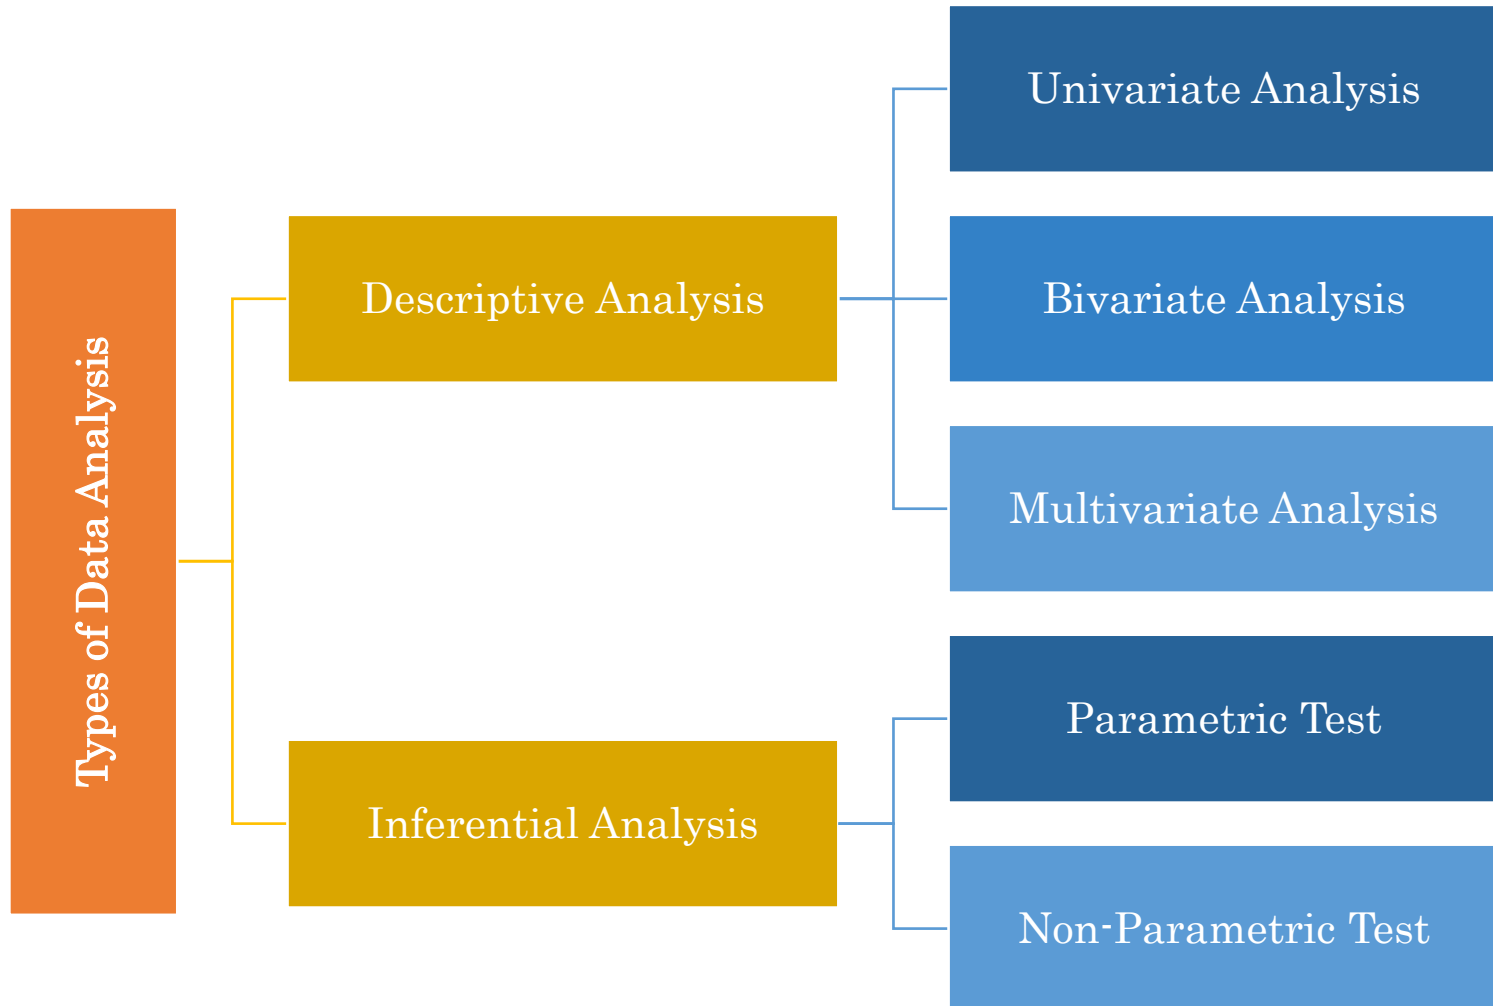 Types of Data Analysis
Descriptive Analysis
Univariate Analysis
Bivariate Analysis
Multivariate Analysis
Inferential Analysis
Parametric Test
Non-Parametric Test